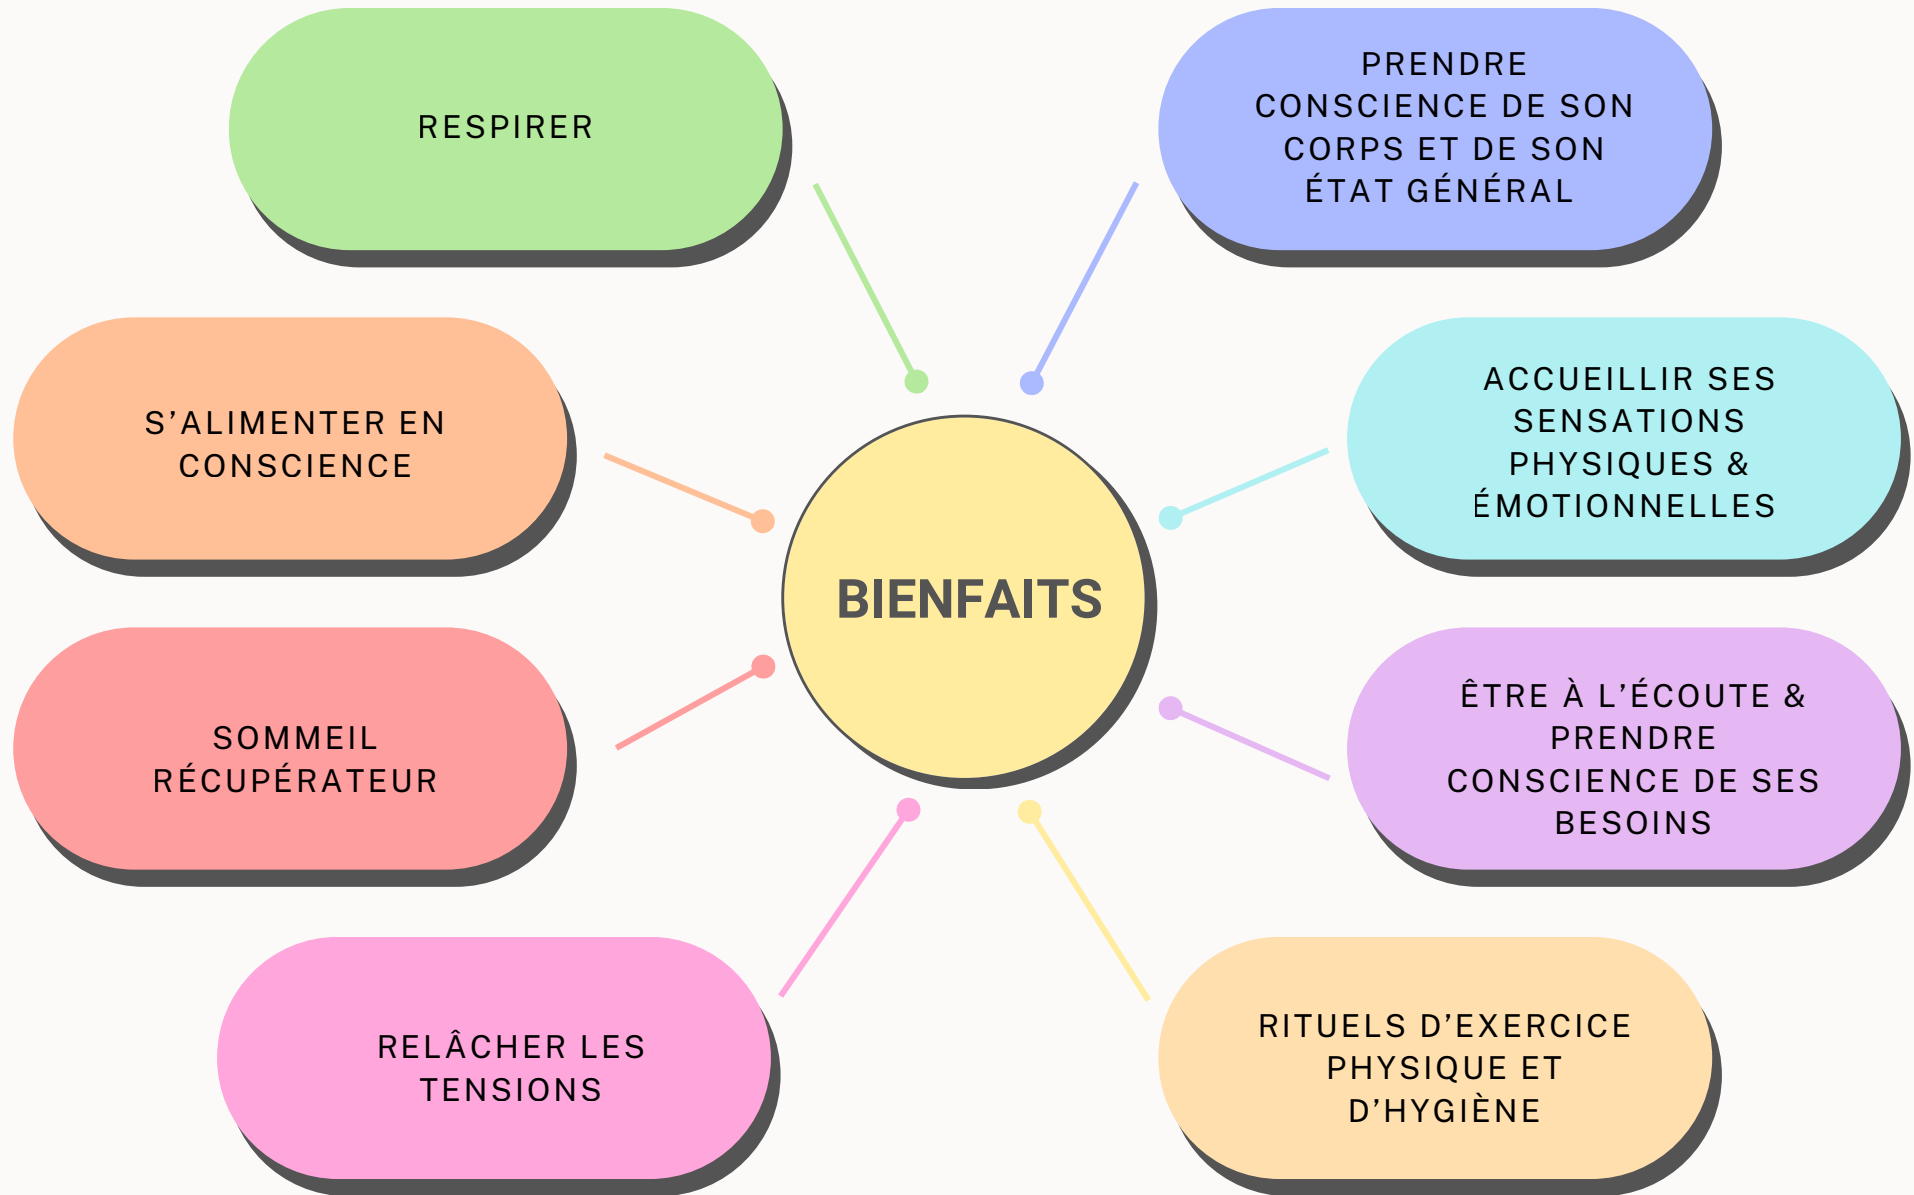 RESPIRER
PRENDRE
CONSCIENCE DE SON
CORPS ET DE SON
ÉTAT GÉNÉRAL
S’ALIMENTER EN
CONSCIENCE
ACCUEILLIR SES
SENSATIONS
PHYSIQUES &
ÉMOTIONNELLES
BIENFAITS
SOMMEIL
RÉCUPÉRATEUR
ÊTRE À L’ÉCOUTE &
PRENDRE
CONSCIENCE DE SES
BESOINS
RELÂCHER LES
TENSIONS
RITUELS D’EXERCICE
PHYSIQUE ET
D’HYGIÈNE